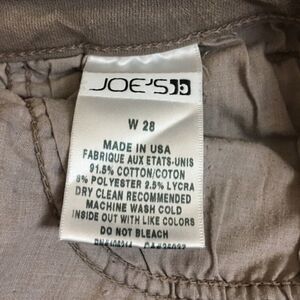 JOE'S
W 28
MADE IN USA
FABRIQUE AUX ETATS-UNIS
91.5% COTTON/COTON
6% POLYESTER 2.5% LYCRA
DRY CLEAN RECOMMENDED
MACHINE WASH COLD
INSIDE OUT WITH LIKE COLORS
DO NOT BLEACH